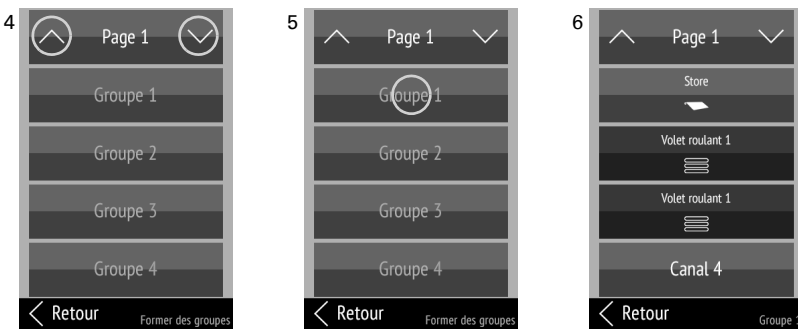 4
Page 1
Groupe 1
Groupe 2
Groupe 3
Groupe 4
Retour
Former des groupes
5
Page 1
Groupe 1
Groupe 2
Groupe 3
Groupe 4
Retour
Former des groupes
6
Page 1
Store
Volet roulant 1
Volet roulant 1
Canal 4
Retour
Groupe